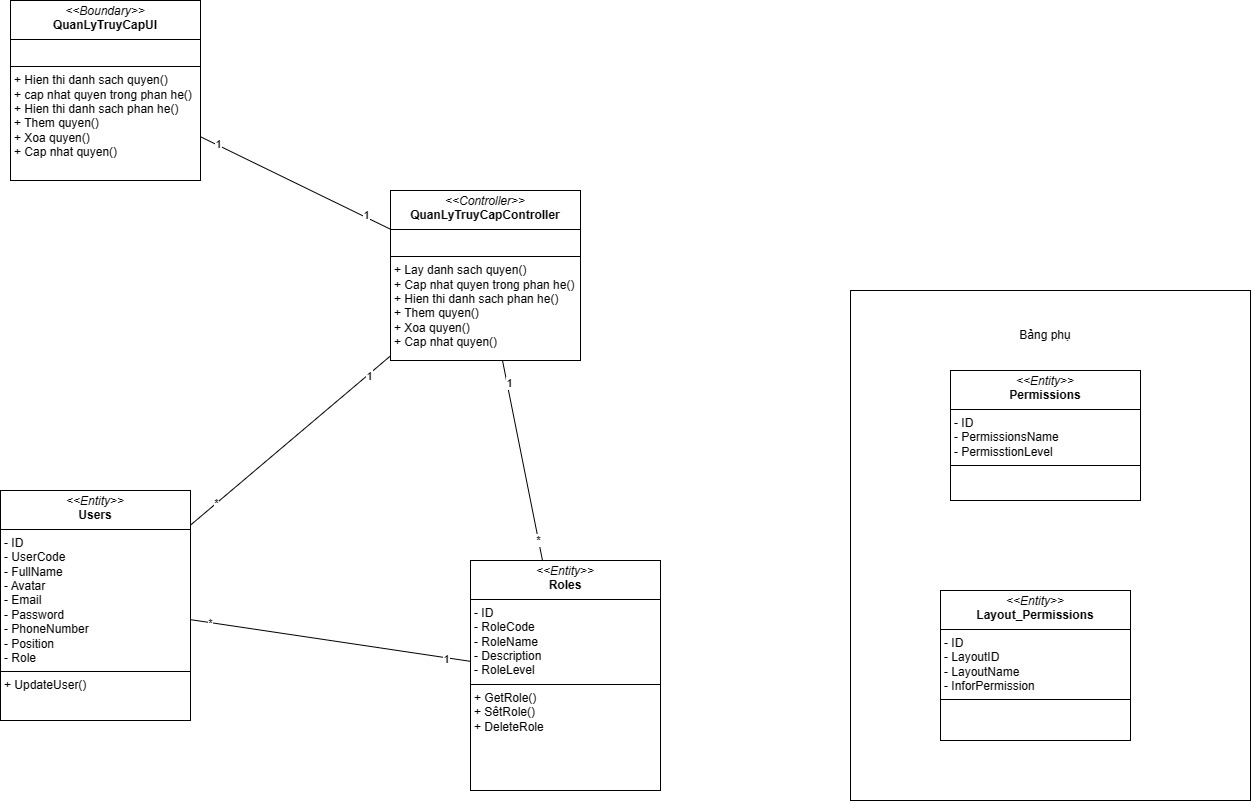 <<Boundary>>
QuanLyTruyCapUI
+ Hien thi danh sach quyen()
+ cap nhat quyen trong phan he()
+ Hien thi danh sach phan he()
+ Them quyen()
+ Xoa quyen()
+ Cap nhat quyen()
1
1
<<Controller>>
QuanLyTruyCapController
+ Lay danh sach quyen()
+ Cap nhat quyen trong phan he()
+ Hien thi danh sach phan he()
+ Them quyen()
+ Xoa quyen()
+ Cap nhat quyen()
1
*
1
*
<<Entity>>
Users
- ID
- UserCode
- FullName
- Avatar
- Email
- Password
- PhoneNumber
- Position
- Role
+ UpdateUser()
*
1
<<Entity>>
Roles
- ID
- RoleCode
- RoleName
- Description
- RoleLevel
+ GetRole()
+ SêtRole()
+ DeleteRole
Bảng phụ
<<Entity>>
Permissions
- ID
- PermissionsName
- PermisstionLevel
<<Entity>>
Layout_Permissions
- ID
- LayoutID
- LayoutName
- InforPermission